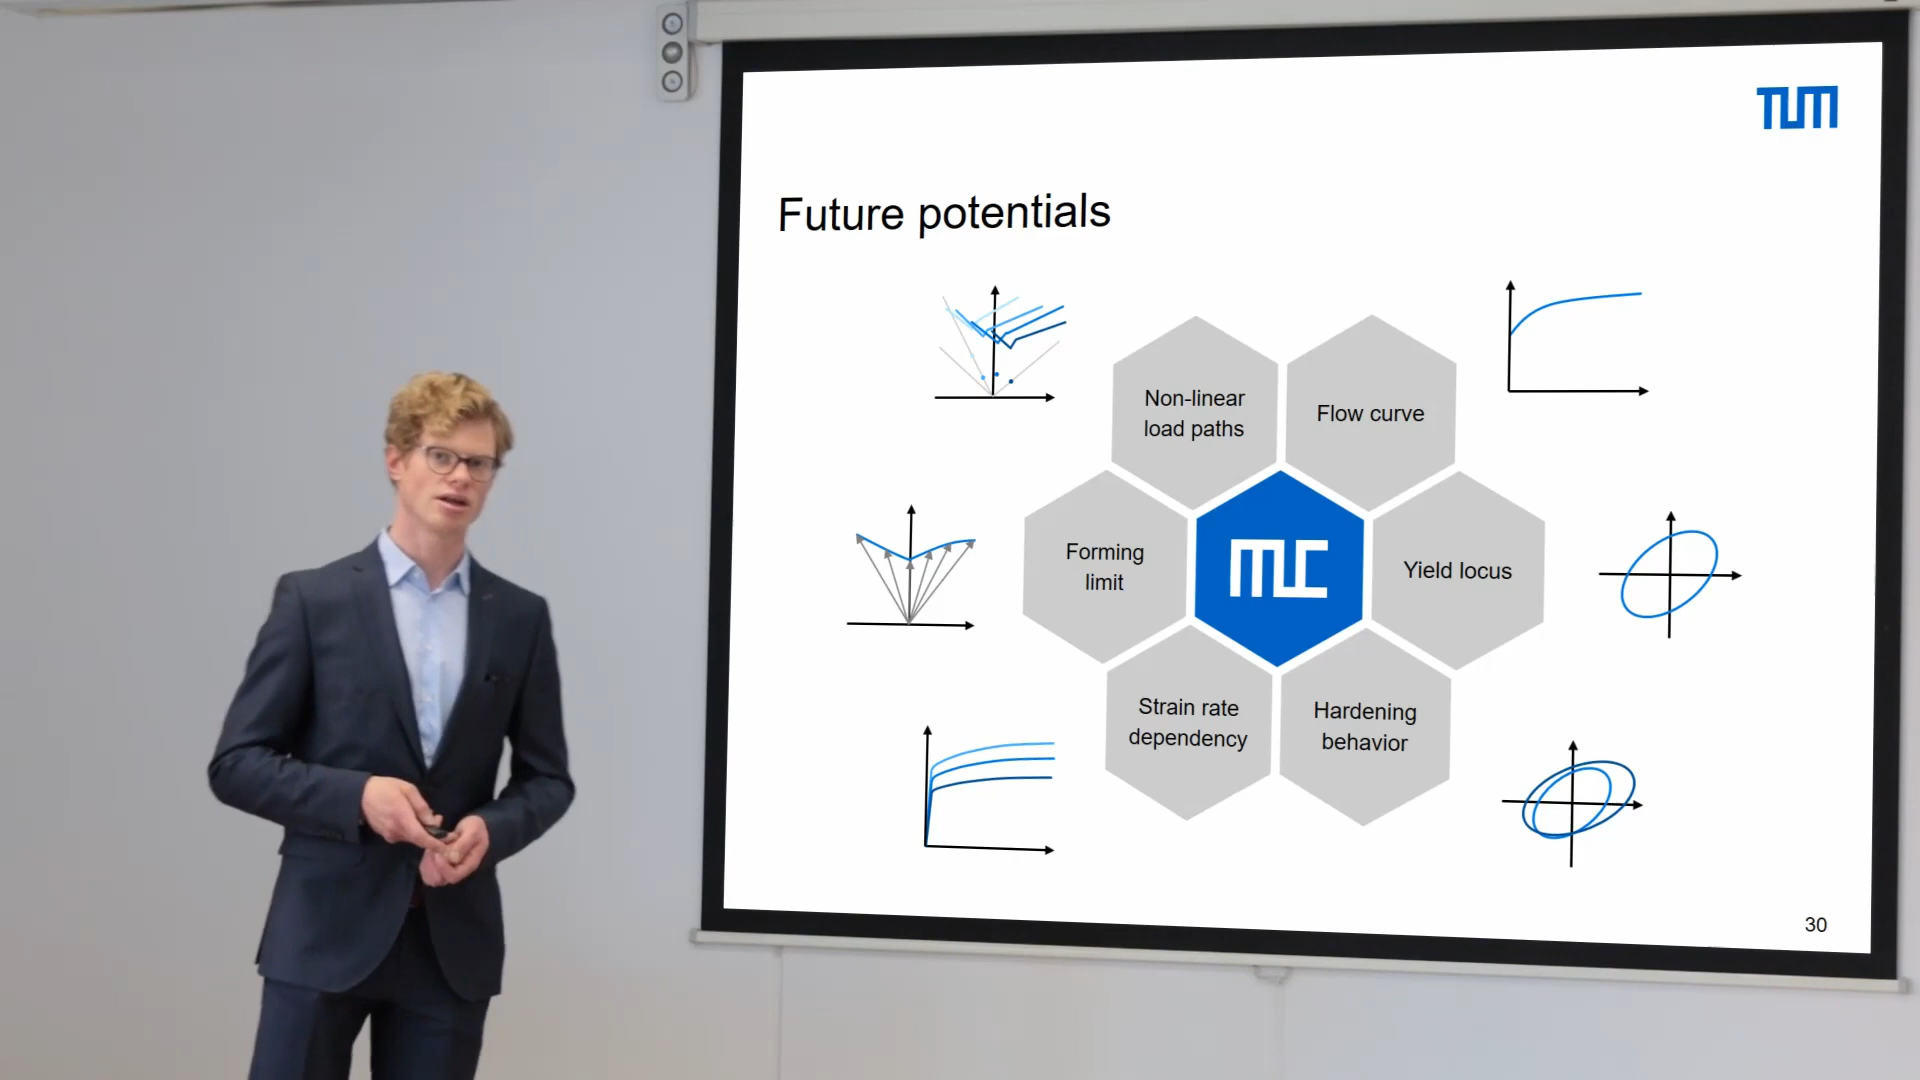 TUM
Future potentials
Non-linear
load paths
Flow curve
Forming
limit
Yield locus
Strain rate
dependency
Hardening
behavior
30